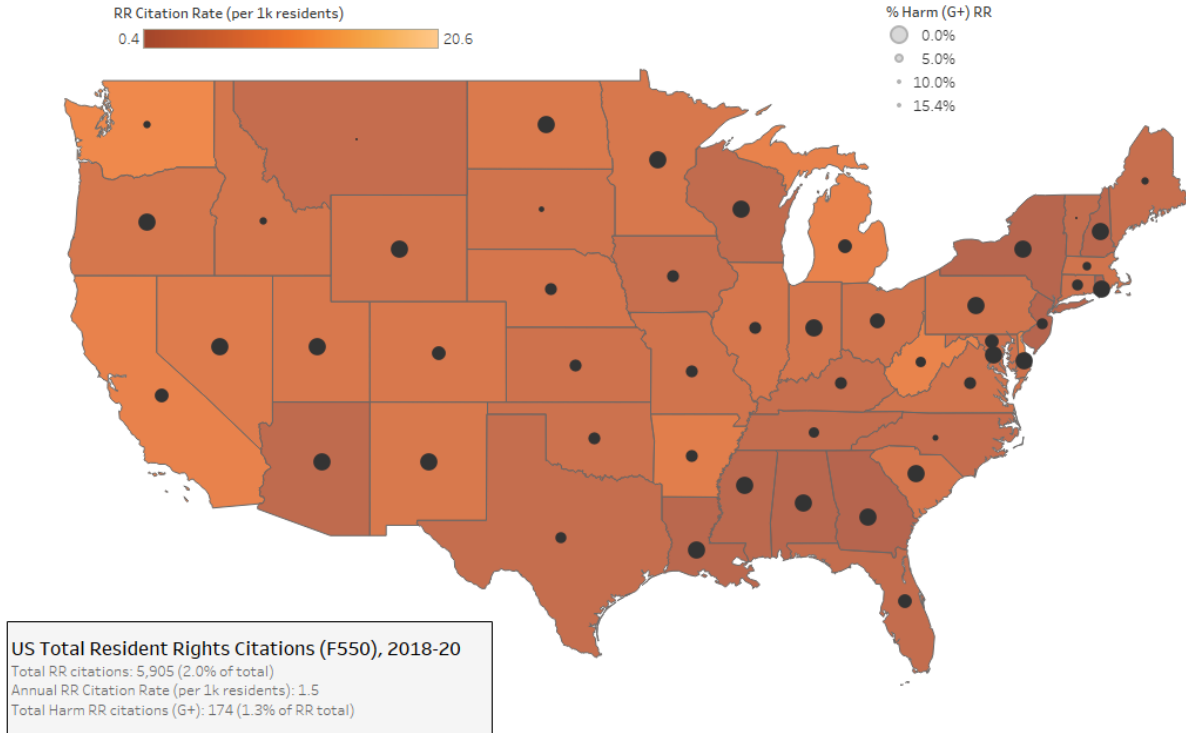 RR Citation Rate (per 1k residents)
0.4 20.6
% Harm (G+) RR
0.0%
5.0%
10.0%
15.4%
US Total Resident Rights Citations (F550), 2018-20
Total RR citations: 5,905 (2.0% of total)
Annual RR Citation Rate (per 1k residents): 1.5
Total Harm RR citations (G+): 174 (1.3% of RR total)